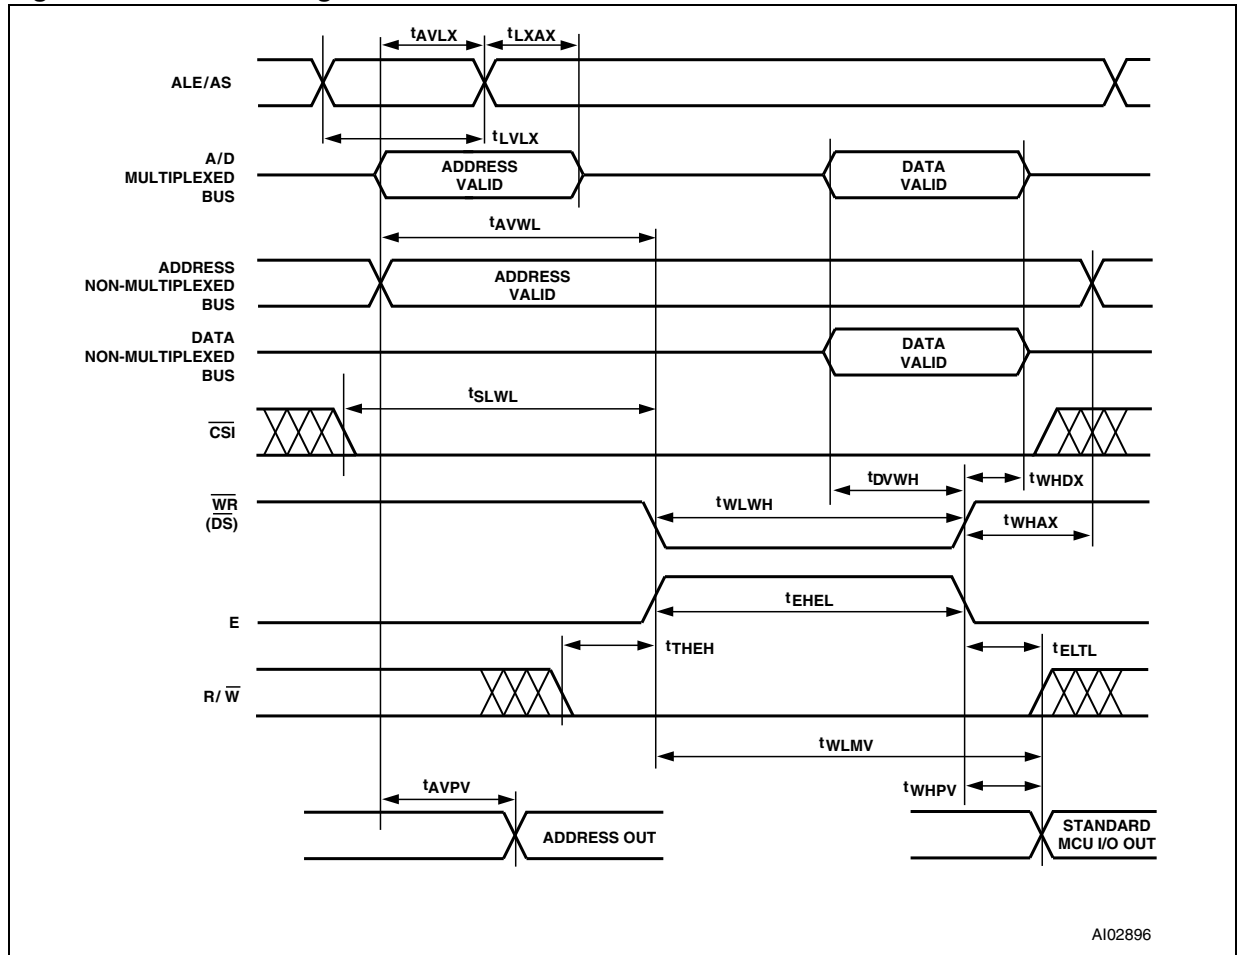 tAVLX
tLXAX
ALE/AS
tLVLX
A/D
MULTIPLEXED
BUS
ADDRESS
VALID
DATA
VALID
tAVWL
ADDRESS
NON-MULTIPLEXED
BUS
ADDRESS
VALID
DATA
NON-MULTIPLEXED
BUS
DATA
VALID
tSLWL
CSI
tDVWH
tWHDX
WR
(DS)
tWLWH
tWHAX
tEHEL
E
tTHEH
tELTL
R/ W
tWLMV
tAVPV
tWHPV
ADDRESS OUT
STANDARD
MCU I/O OUT
AI02896